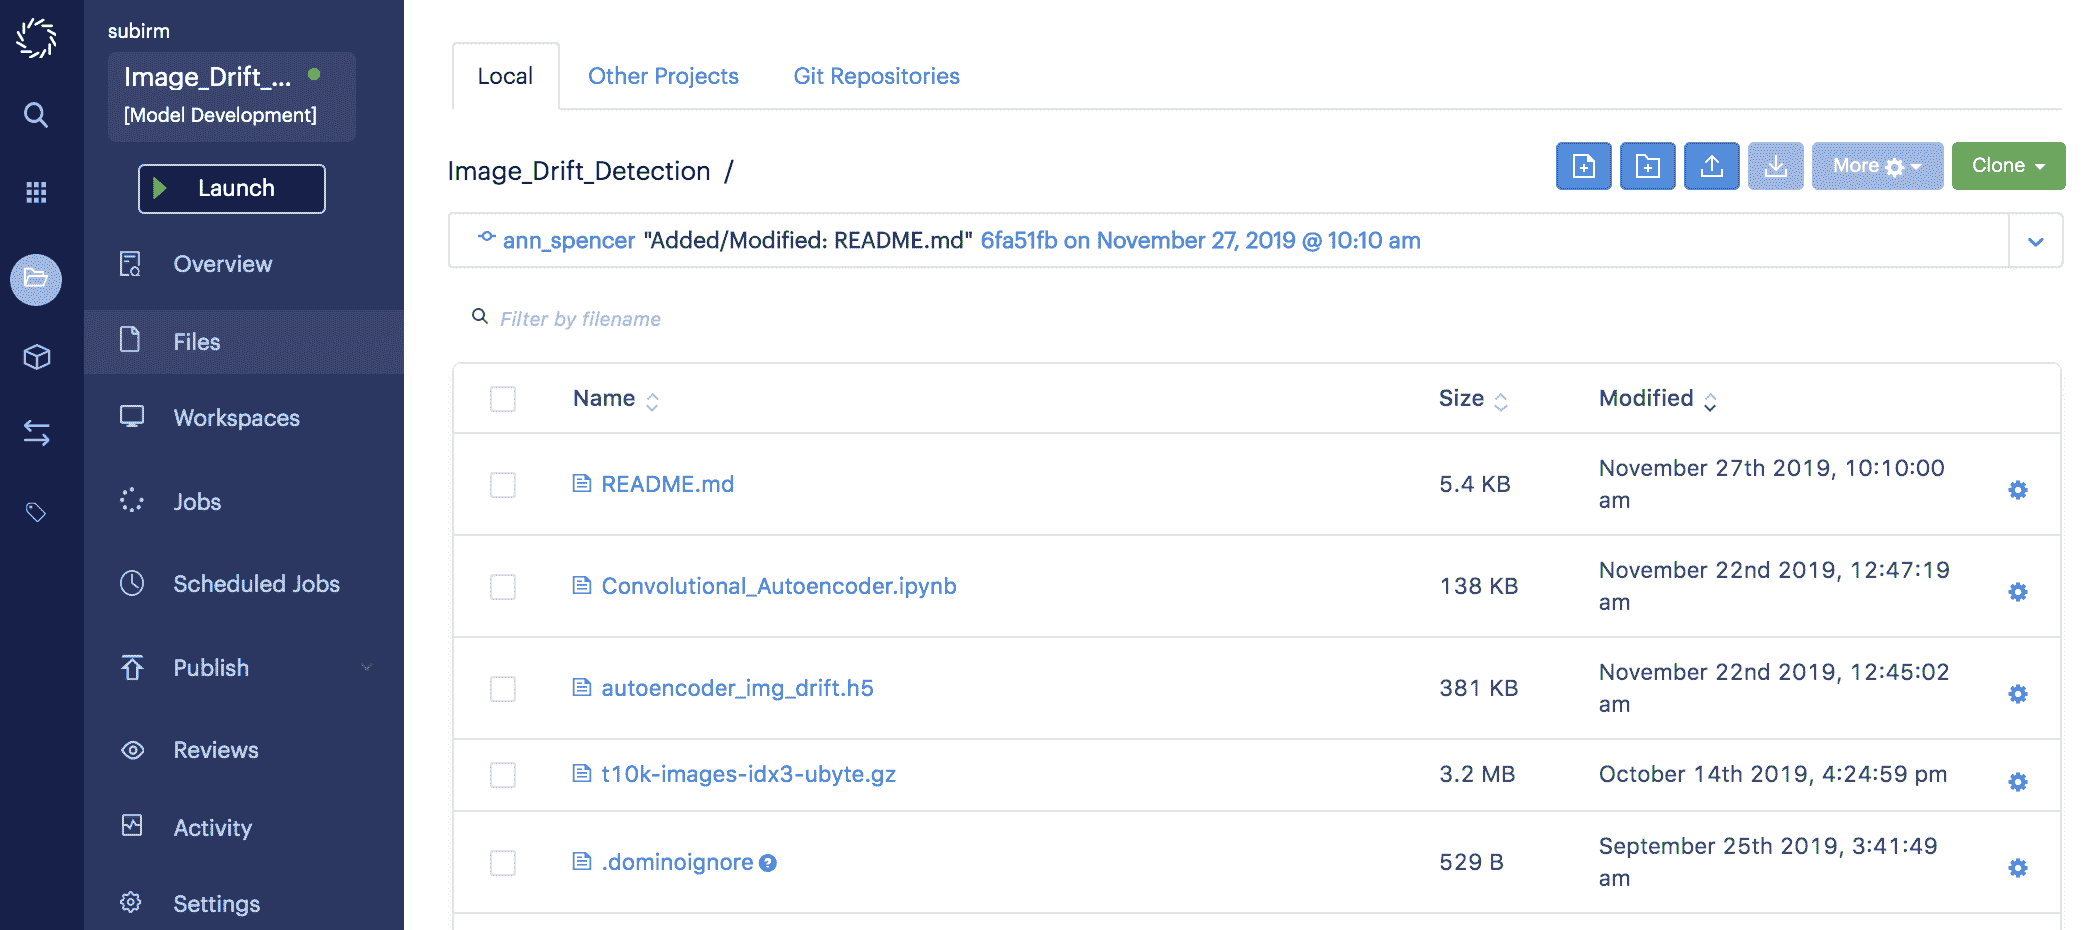 subirm
Image_Drift_...
[Model Development]
Launch
Overview
Files
Workspaces
Jobs
Scheduled Jobs
Publish
Reviews
Activity
Settings
Local Other Projects Git Repositories
Image_Drift_Detection /
More Clone
ann_spencer "Added/Modified: README.md" 6fa51fb on November 27, 2019 @ 10:10 am
Filter by filename
Name Size Modified
README.md 5.4 KB November 27th 2019, 10:10:00
am
Convolutional_Autoencoder.ipynb 138 KB November 22nd 2019, 12:47:19
am
autoencoder_img_drift.h5 381 KB November 22nd 2019, 12:45:02
am
t10k-images-idx3-ubyte.gz 3.2 MB October 14th 2019, 4:24:59 pm
.dominoignore ? 529 B September 25th 2019, 3:41:49
am